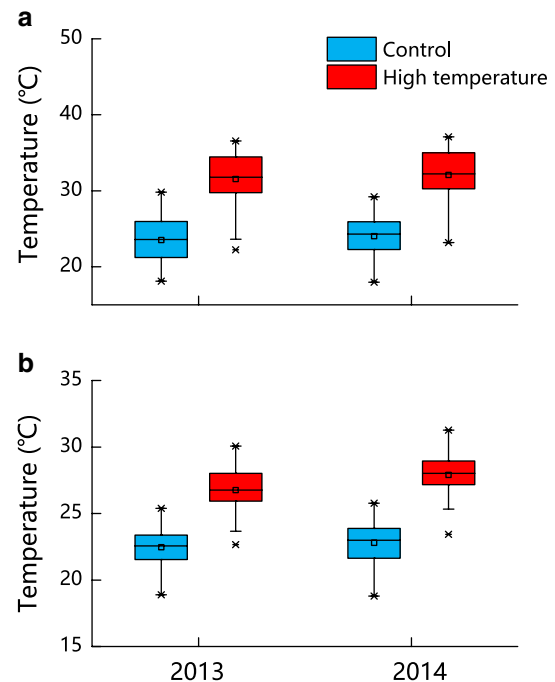 a
50
40
30
20
Temperature (℃)
Control
High temperature
b
35
30
25
20
15
Temperature (℃)
2013
2014